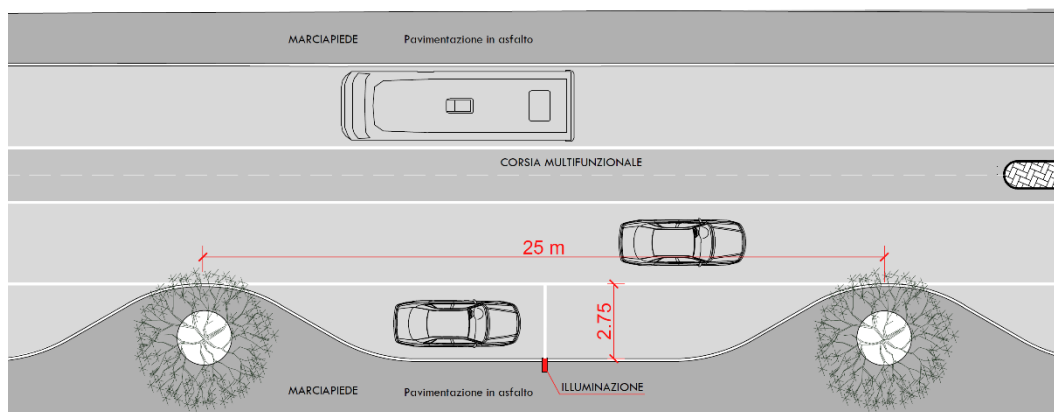 MARCIAPIEDE Pavimentazione in asfalto
CORSIA MULTIFUNZIONALE
25 m
2.75
ILLUMINAZIONE
MARCIAPIEDE Pavimentazione in asfalto